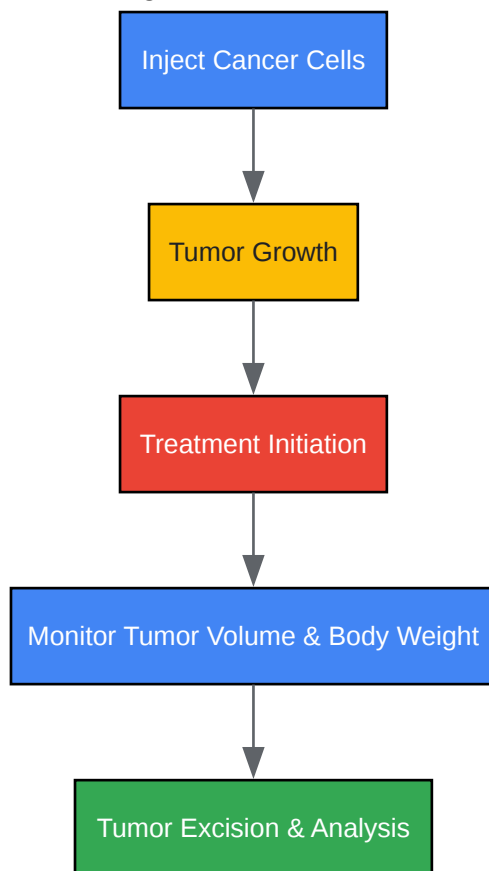 Inject Cancer Cells
Tumor Growth
Treatment Initiation
Monitor Tumor Volume & Body Weight
Tumor Excision & Analysis